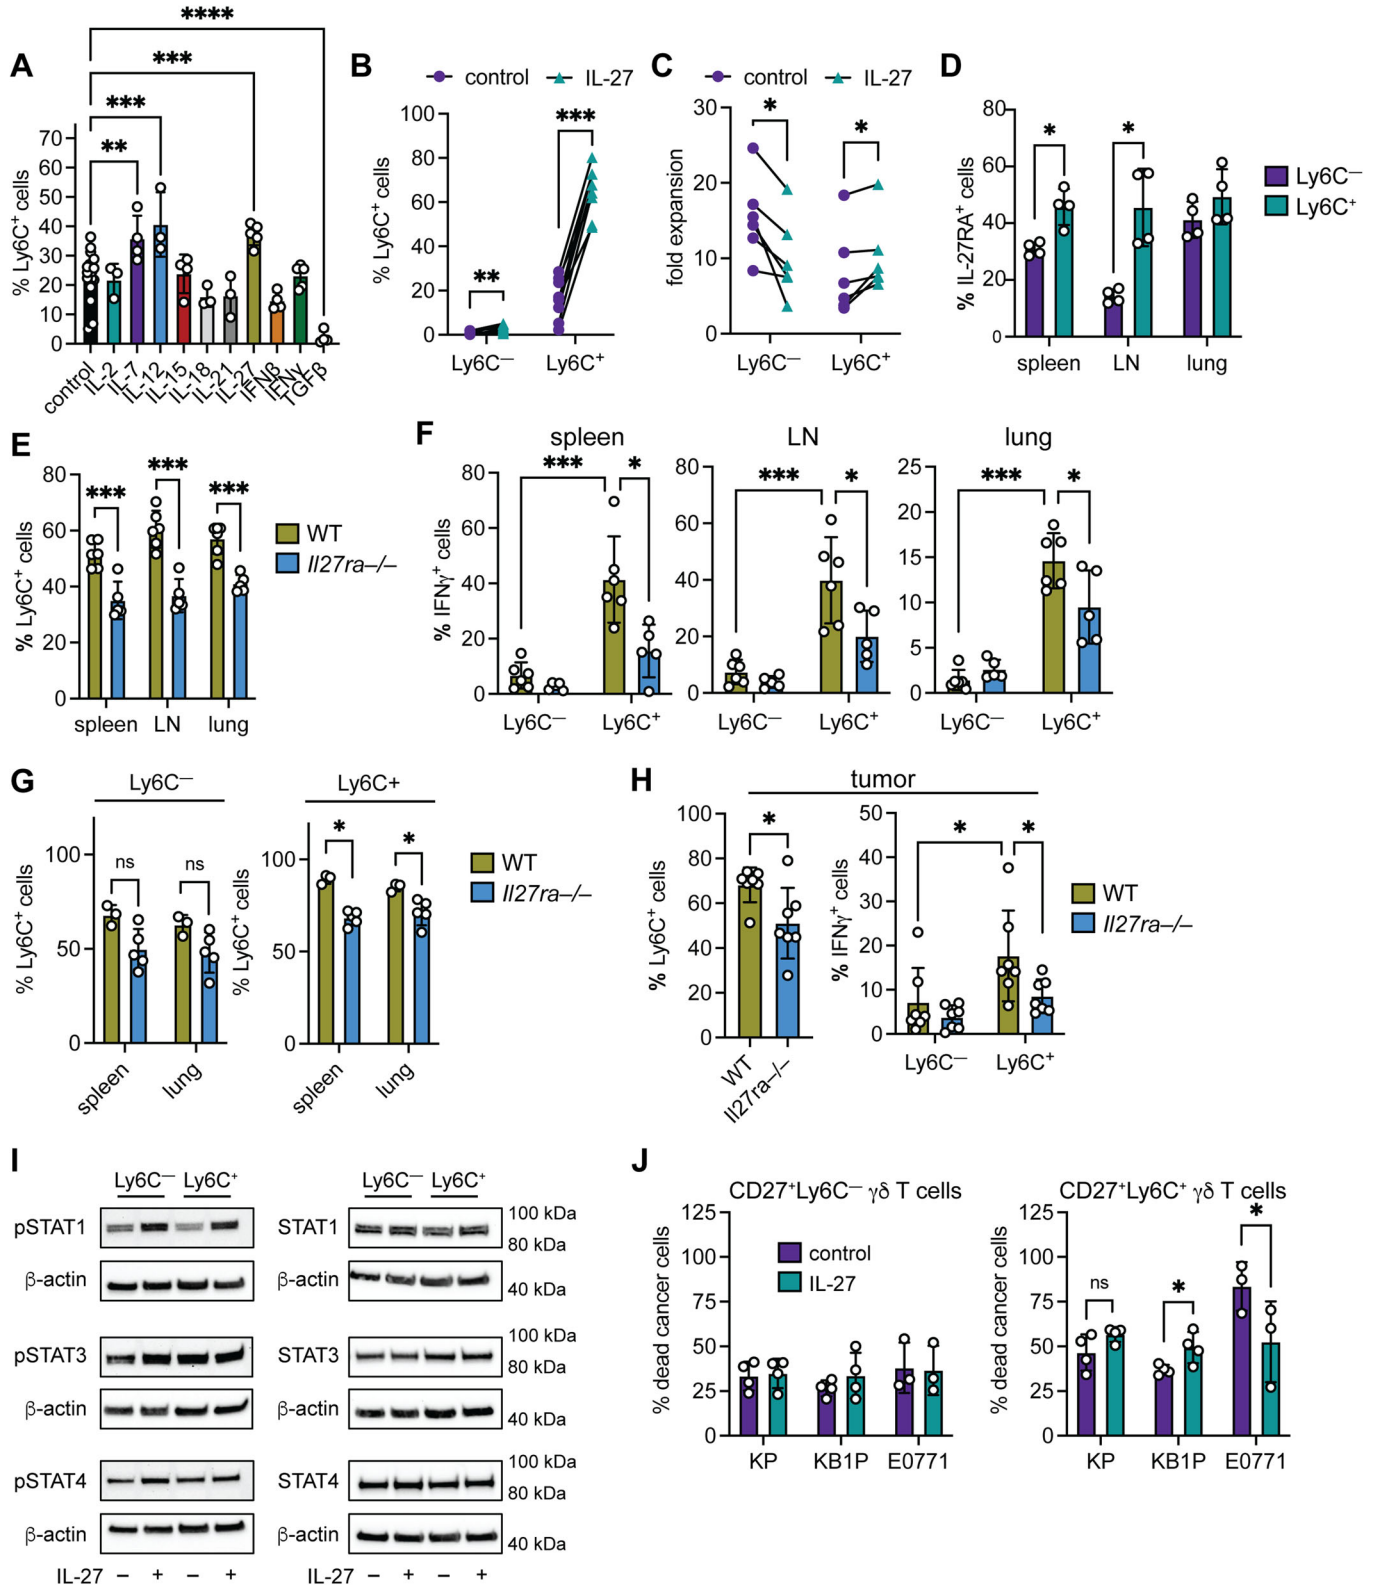 A
****
***
***
**
% Ly6C+ cells
70
60
50
40
30
20
10
0
control
IL-2
IL-7
IL-12
IL-15
IL-18
IL-21
IL-27
IFNβ
IFNγ
TGFβ
B
control IL-27
% Ly6C+ cells
100
80
60
40
20
0
**
***
Ly6C— Ly6C+
C
control IL-27
fold expansion
30
20
10
0
*
*
Ly6C— Ly6C+
D
% IL-27RA+ cells
80
60
40
20
0
* *
spleen LN lung
Ly6C—
Ly6C+
E
% Ly6C+ cells
80
60
40
20
0
*** *** ***
spleen LN lung
WT
Il27ra–/–
F
spleen LN lung
% IFNγ+ cells
80
60
40
20
0
*** *
Ly6C— Ly6C+
80
60
40
20
0
*** *
Ly6C— Ly6C+
25
20
15
10
5
0
*** *
Ly6C— Ly6C+
G
Ly6C—
% Ly6C+ cells
100
50
0
ns ns
spleen lung
Ly6C+
% Ly6C+ cells
100
50
0
* *
spleen lung
WT
Il27ra–/–
H
tumor
% Ly6C+ cells
100
80
60
40
20
0
*
WT
Il27ra–/–
% IFNγ+ cells
50
40
30
20
10
0
* *
Ly6C— Ly6C+
WT
Il27ra–/–
I
Ly6C— Ly6C+ Ly6C— Ly6C+
pSTAT1 STAT1 100 kDa
80 kDa
β-actin β-actin 40 kDa
pSTAT3 STAT3 100 kDa
80 kDa
β-actin β-actin 40 kDa
pSTAT4 STAT4 100 kDa
80 kDa
β-actin β-actin 40 kDa
IL-27 – + – + IL-27 – + – +
J
CD27+Ly6C— γδ T cells
% dead cancer cells
125
100
75
50
25
0
control
IL-27
KP KB1P E0771
CD27+Ly6C+ γδ T cells
% dead cancer cells
125
100
75
50
25
0
ns * *
KP KB1P E0771